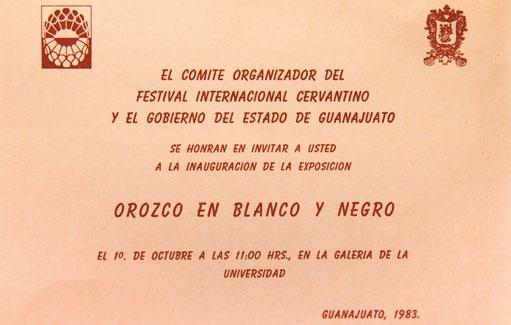 EL COMITE ORGANIZADOR DEL
FESTIVAL INTERNACIONAL CERVANTINO
Y EL GOBIERNO DEL ESTADO DE GUANAJUATO
SE HONRAN EN INVITAR A USTED
A LA INAUGURACION DE LA EXPOSICION
OROZCO EN BLANCO Y NEGRO
EL 1o. DE OCTUBRE A LAS 11:00 HRS., EN LA GALERIA DE LA
UNIVERSIDAD
GUANAJUATO, 1983.